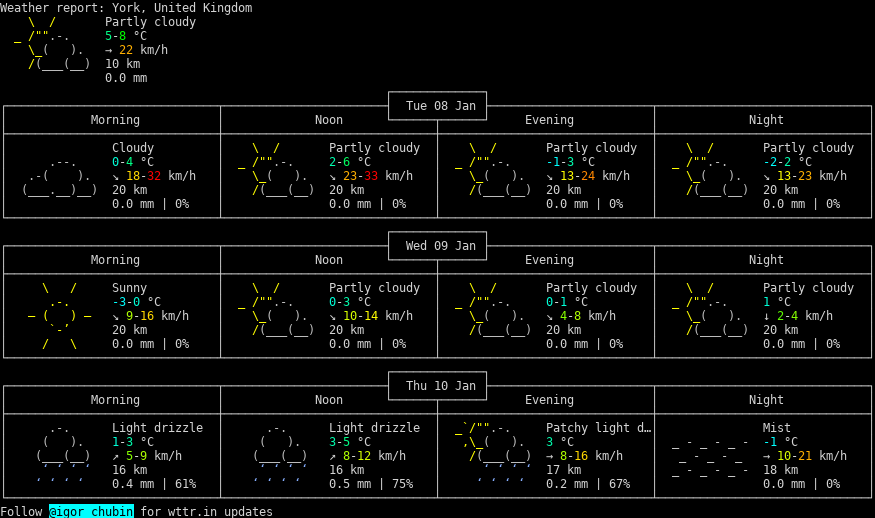 Weather report: York, United Kingdom
Partly cloudy
5-8 °C
→ 22 km/h
10 km
0.0 mm
Tue 08 Jan
Morning Noon Evening Night
Cloudy Partly cloudy Partly cloudy Partly cloudy
0-4 °C 2-6 °C -1-3 °C -2-2 °C
↘ 18-32 km/h ↘ 23-33 km/h ↘ 13-24 km/h ↘ 13-23 km/h
20 km 20 km 20 km 20 km
0.0 mm | 0% 0.0 mm | 0% 0.0 mm | 0% 0.0 mm | 0%
Wed 09 Jan
Morning Noon Evening Night
Sunny Partly cloudy Partly cloudy Partly cloudy
-3-0 °C 0-3 °C 0-1 °C 1 °C
↘ 9-16 km/h ↘ 10-14 km/h ↘ 4-8 km/h ↓ 2-4 km/h
20 km 20 km 20 km 20 km
0.0 mm | 0% 0.0 mm | 0% 0.0 mm | 0% 0.0 mm | 0%
Thu 10 Jan
Morning Noon Evening Night
Light drizzle Light drizzle Patchy light d… Mist
1-3 °C 3-5 °C 3 °C -1 °C
↗ 5-9 km/h ↗ 8-12 km/h → 8-16 km/h → 10-21 km/h
16 km 16 km 17 km 18 km
0.4 mm | 61% 0.5 mm | 75% 0.2 mm | 67% 0.0 mm | 0%
Follow @igor_chubin for wttr.in updates